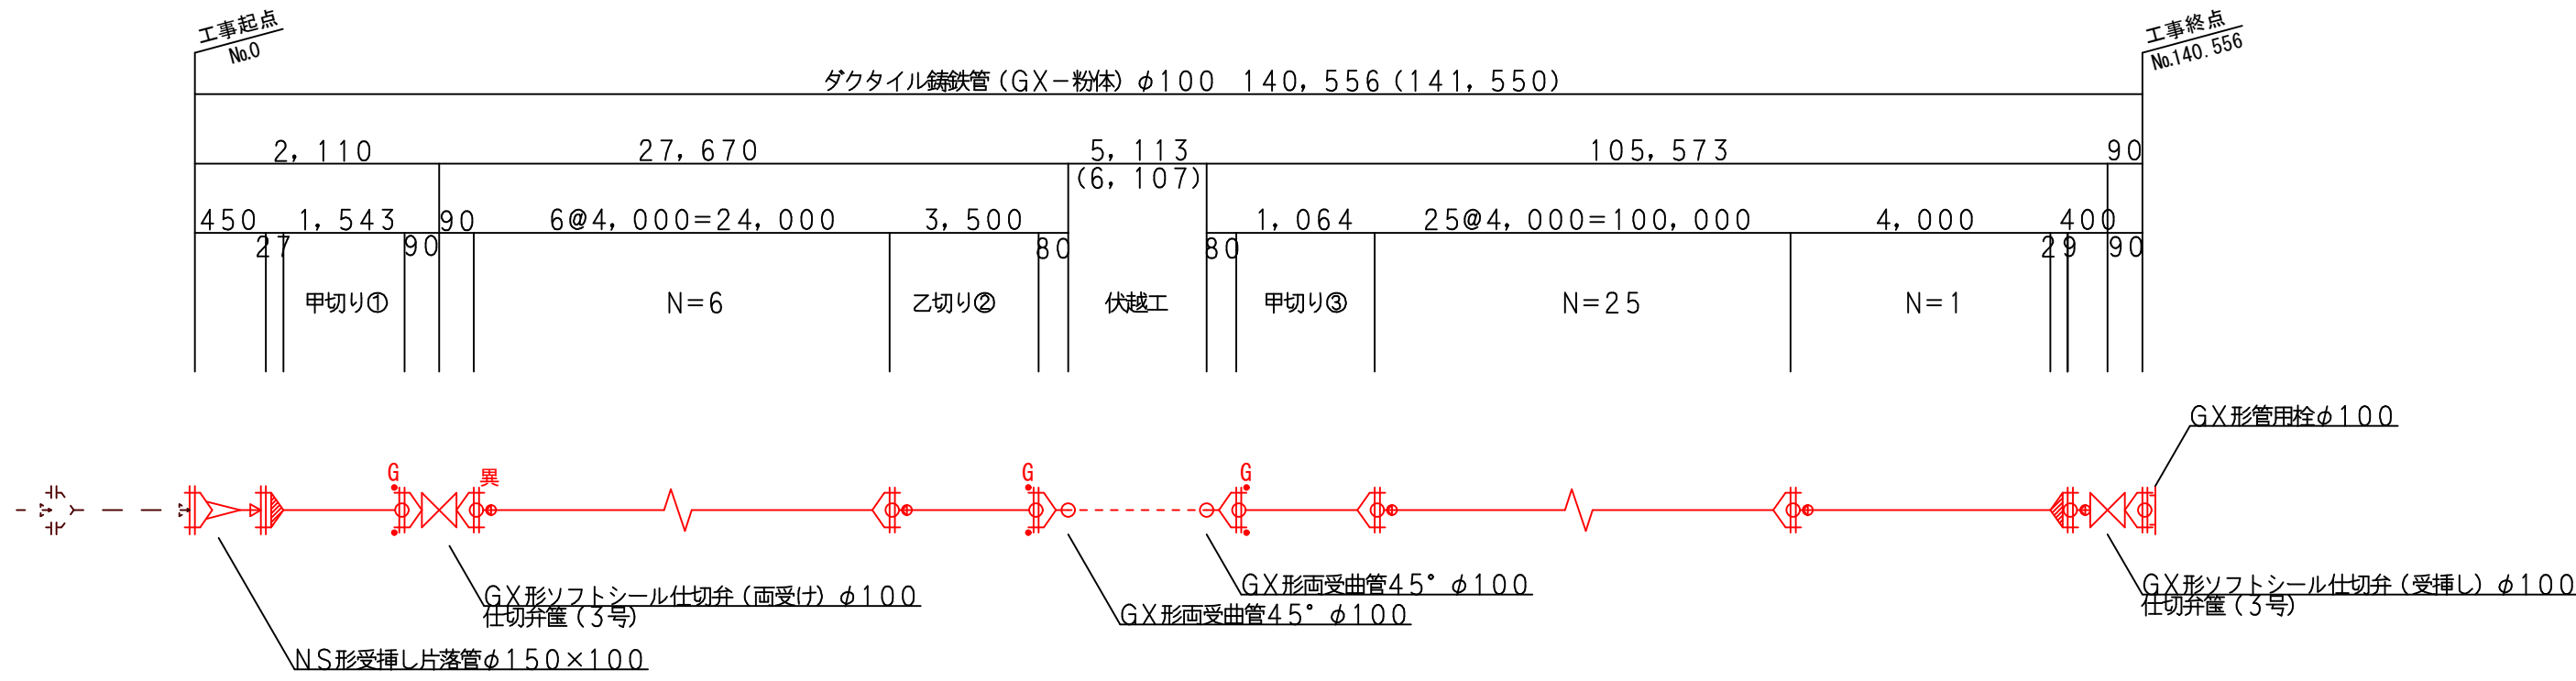 工事起点
№0
工事終点
№140.556
ダクタイル鋳鉄管(GX-粉体)φ100 140,556(141,550)
2,110 27,670 5,113 105,573 90
(6,107)
450 1,543 90 6@4,000=24,000 3,500 1,064 25@4,000=100,000 4,000 400
27 90 80 80 29 90
甲切り① N=6 乙切り② 伏越工 甲切り③ N=25 N=1
GX形管用栓φ100
G 異 G G
GX形ソフトシール仕切弁(両受け)φ100
仕切弁筐(3号)
GX形両受曲管45°φ100
GX形両受曲管45°φ100
GX形ソフトシール仕切弁(受挿し)φ100
仕切弁筐(3号)
NS形受挿し片落管φ150×100